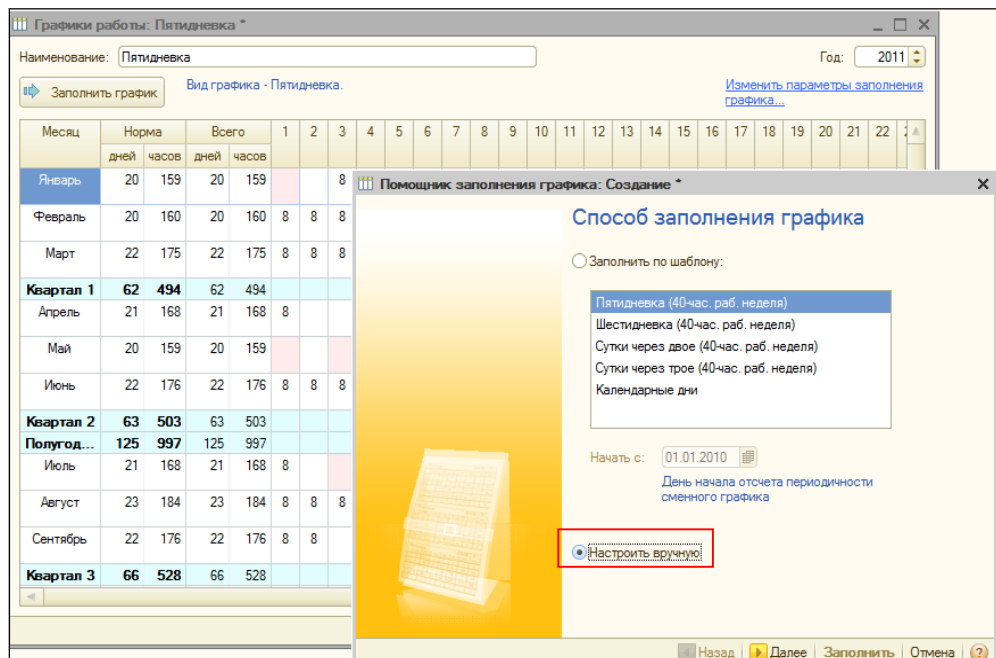 Графики работы: Пятидневка *
Наименование: Пятидневка Год: 2011
Заполнить график Вид графика - Пятидневка. Изменить параметры заполнения
графика...
Месяц Норма Всего 1 2 3 4 5 6 7 8 9 10 11 12 13 14 15 16 17 18 19 20 21 22
дней часов дней часов
Январь 20 159 20 159 8
Февраль 20 160 20 160 8 8 8
Март 22 175 22 175 8 8 8
Квартал 1 62 494 62 494
Апрель 21 168 21 168 8
Май 20 159 20 159
Июнь 22 176 22 176 8 8 8
Квартал 2 63 503 63 503
Полугод... 125 997 125 997
Июль 21 168 21 168 8
Август 23 184 23 184 8 8 8
Сентябрь 22 176 22 176 8 8
Квартал 3 66 528 66 528
Помощник заполнения графика: Создание *
Способ заполнения графика
Заполнить по шаблону:
Пятидневка (40-час. раб. неделя)
Шестидневка (40-час. раб. неделя)
Сутки через двое (40-час. раб. неделя)
Сутки через трое (40-час. раб. неделя)
Календарные дни
Начать с: 01.01.2010
День начала отсчета периодичности
сменного графика
Настроить вручную
Назад Далее Заполнить Отмена ?